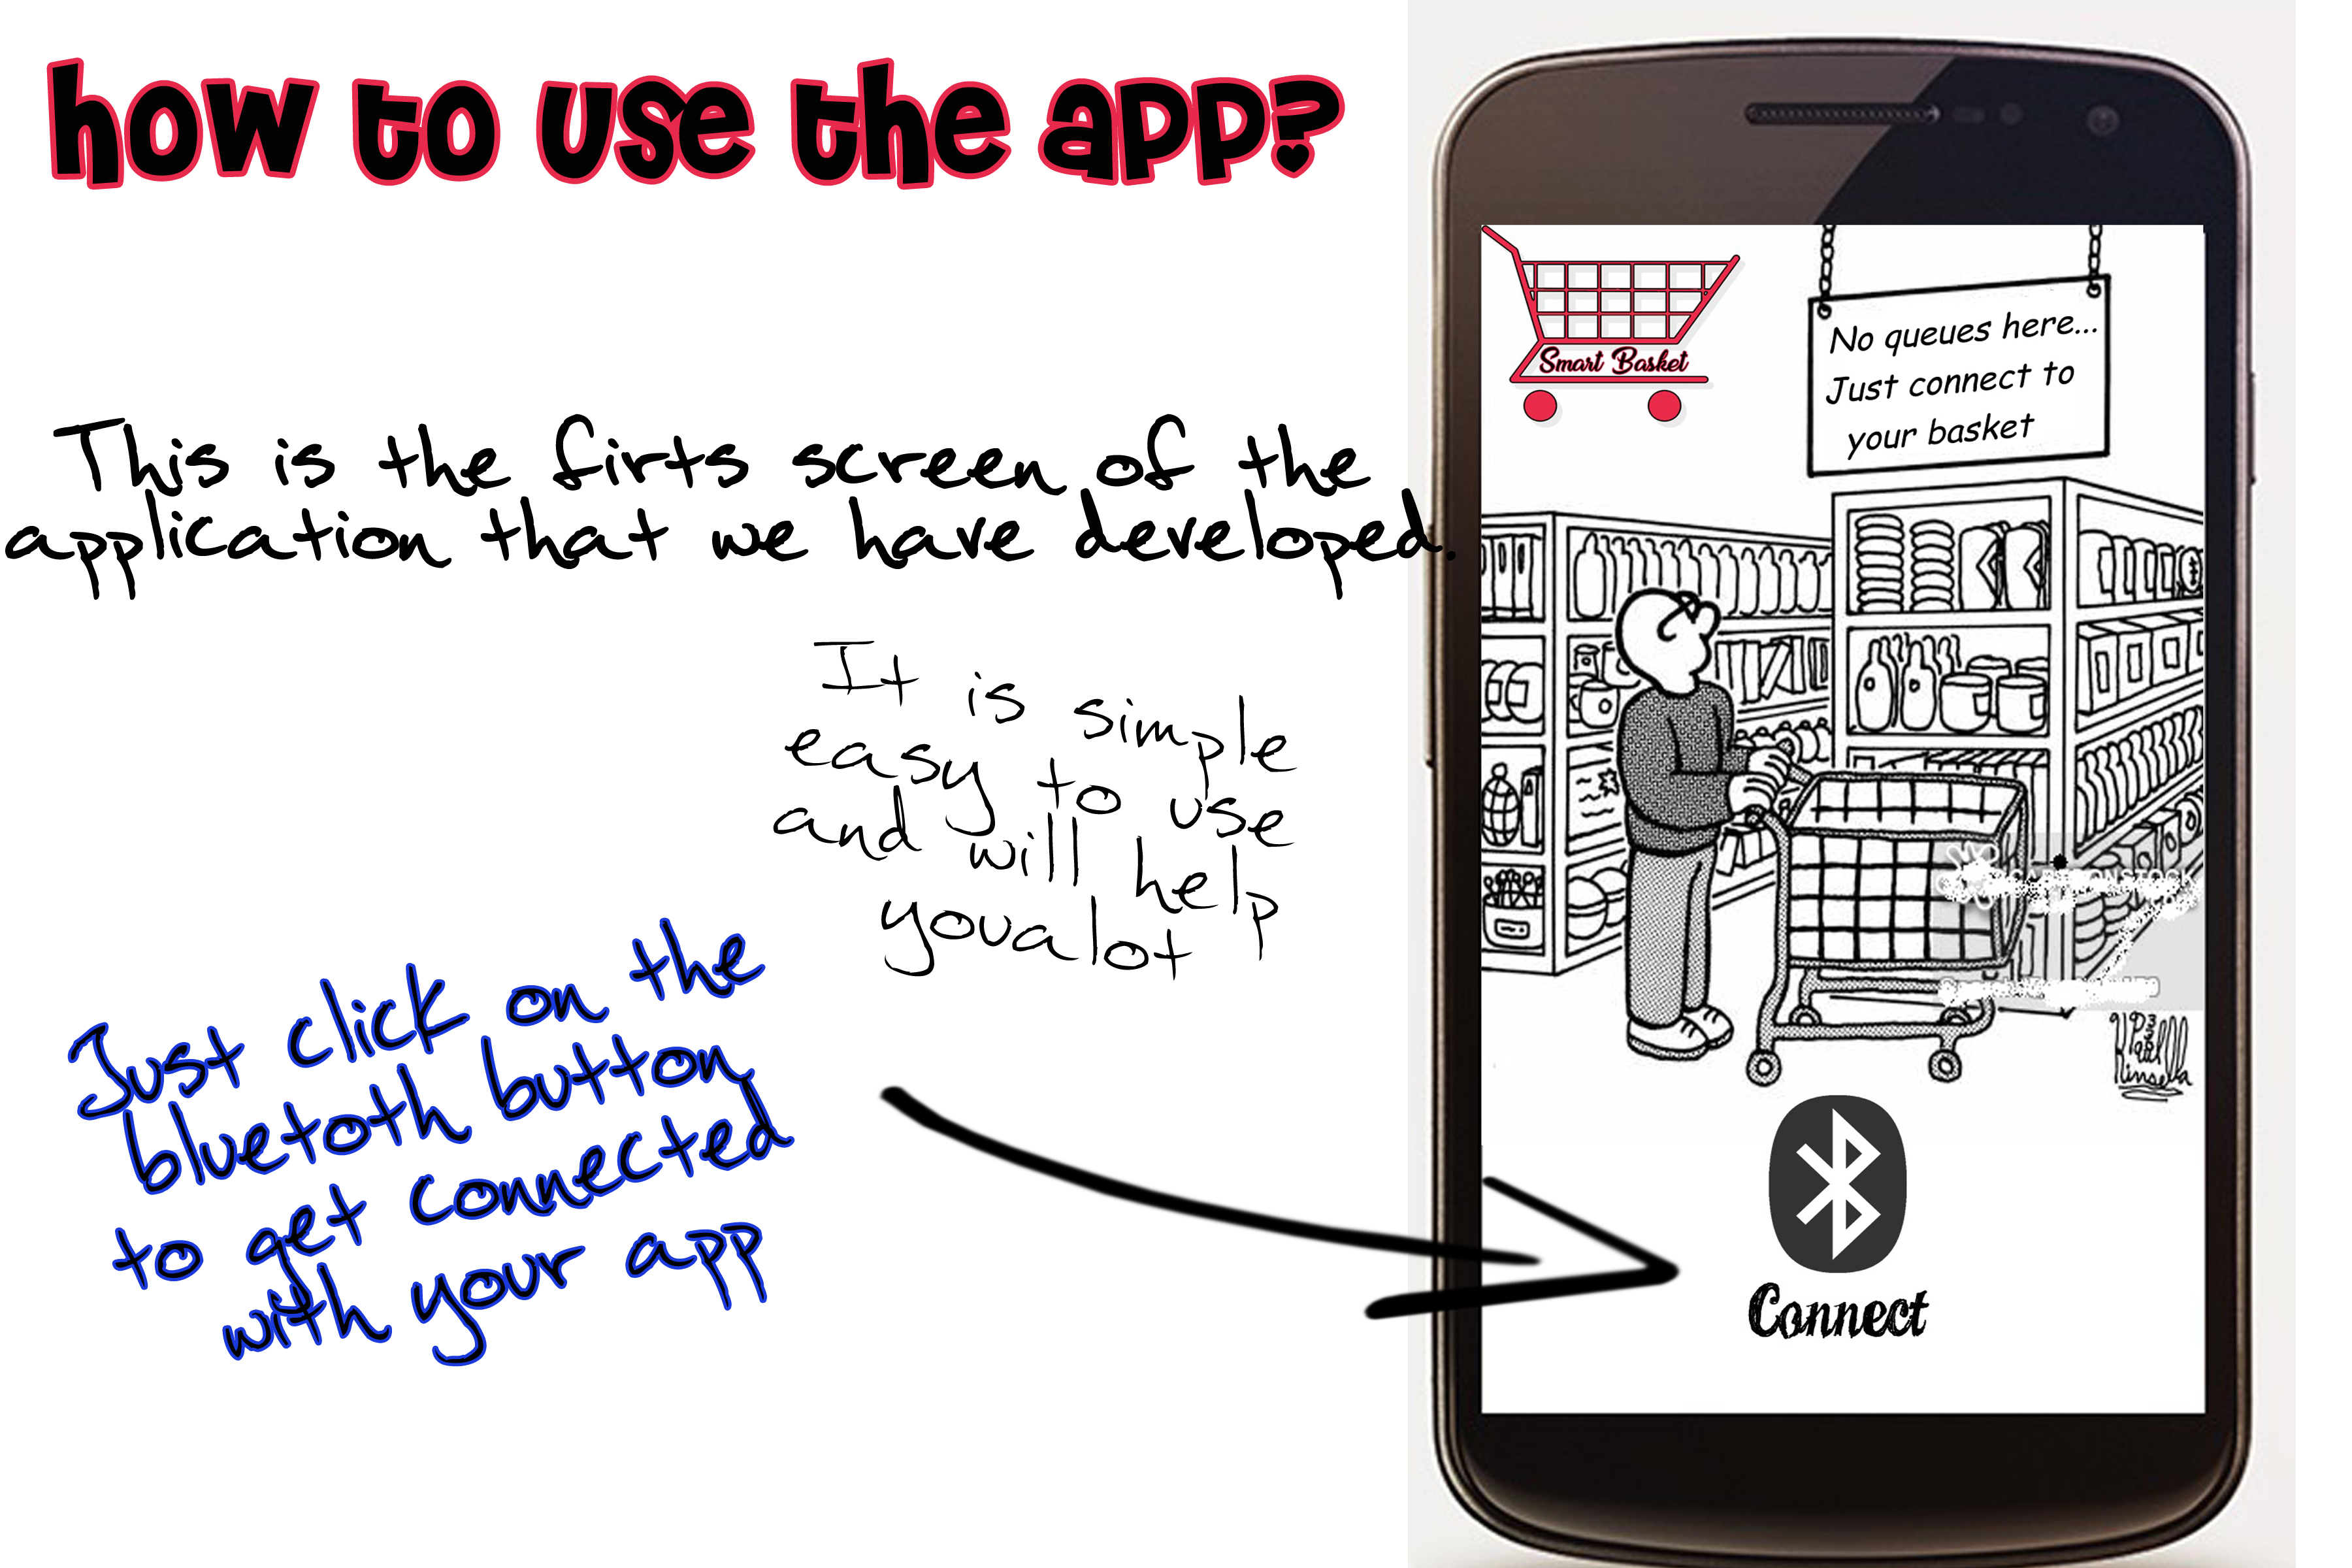 how to use the app?
This is the firts screen of the
application that we have developed.
It is simple
easy to use
and will help
youalot
Just click on the
bluetoth button
to get connected
with your app
Smart Basket
No queues here...
Just connect to
your basket
Kinsella
Connect